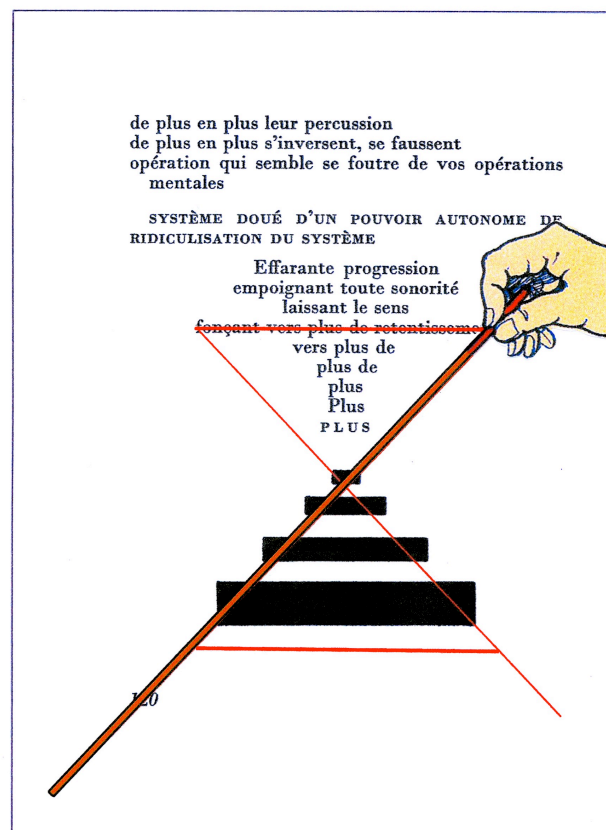 de plus en plus leur percussion
de plus en plus s'inversent, se faussent
opération qui semble se foutre de vos opérations
mentales
SYSTÈME DOUÉ D'UN POUVOIR AUTONOME DE
RIDICULISATION DU SYSTÈME
Effarante progression
empoignant toute sonorité
laissant le sens
fonçant vers plus de retentisseme
vers plus de
plus de
plus
Plus
PLUS
120